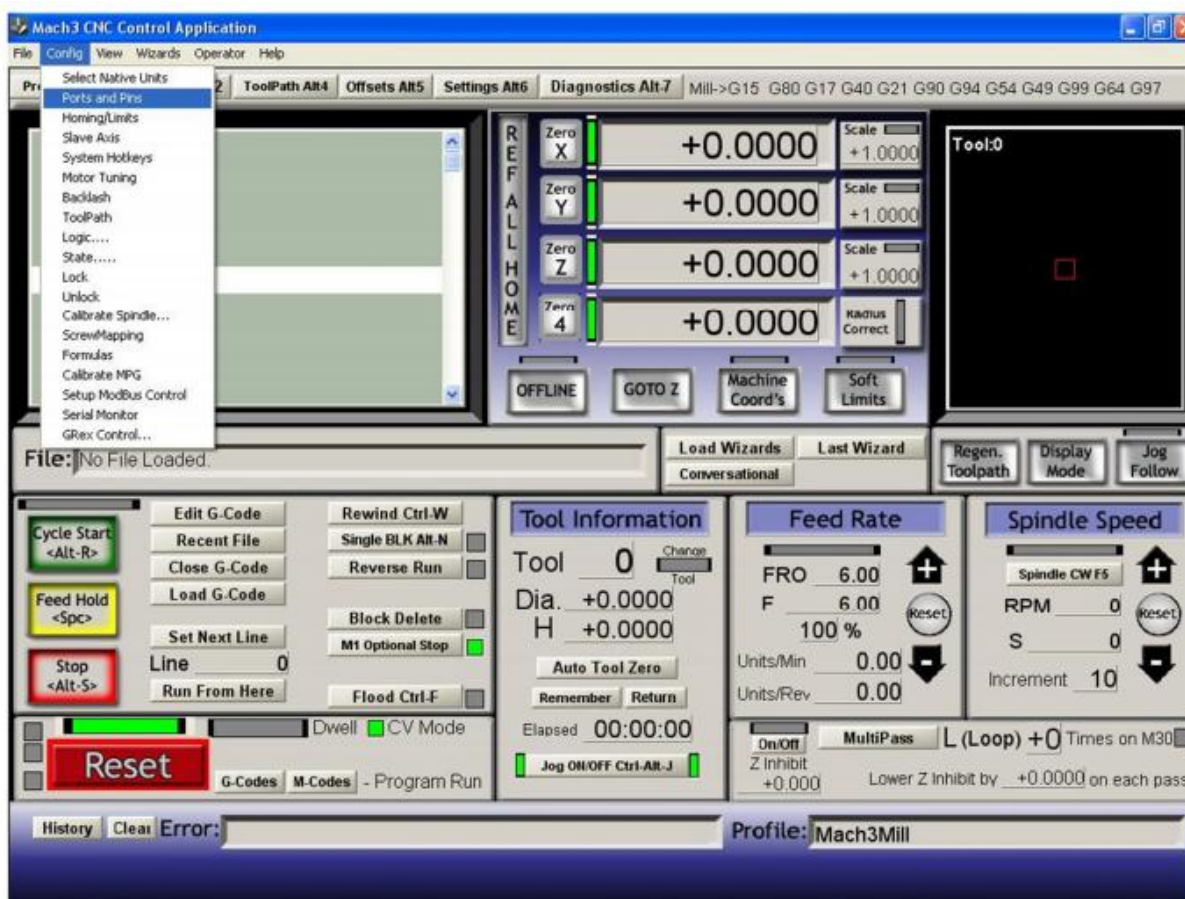 Mach3 CNC Control Application
File Config View Wizards Operator Help
Select Native Units
Ports and Pins
Homing/Limits
Slave Axis
System Hotkeys
Motor Tuning
Backlash
ToolPath
Logic....
State.....
Lock
Unlock
Calibrate Spindle...
ScrewMapping
Formulas
Calibrate MPG
Setup ModBus Control
Serial Monitor
GRex Control...
2 ToolPath Alt4 Offsets Alt5 Settings Alt6 Diagnostics Alt-7 Mill->G15 G80 G17 G40 G21 G90 G94 G54 G49 G99 G64 G97
REF ALL HOME
Zero X +0.0000 Scale +1.0000
Zero Y +0.0000 Scale +1.0000
Zero Z +0.0000 Scale +1.0000
Zero 4 +0.0000 Radius Correct
OFFLINE GOTO Z Machine Coord's Soft Limits
Tool:0
File: No File Loaded.
Load Wizards Last Wizard
Conversational
Regen. Toolpath Display Mode Jog Follow
Cycle Start
<Alt-R>
Feed Hold
<Spc>
Stop
<Alt-S>
Edit G-Code
Recent File
Close G-Code
Load G-Code
Set Next Line
Line 0
Run From Here
Rewind Ctrl-W
Single BLK Alt-N
Reverse Run
Block Delete
M1 Optional Stop
Flood Ctrl-F
Dwell CV Mode
Reset
G-Codes M-Codes - Program Run
Tool Information
Tool 0 Change Tool
Dia. +0.0000
H +0.0000
Auto Tool Zero
Remember Return
Elapsed 00:00:00
Jog ON/OFF Ctrl-Alt-J
Feed Rate
FRO 6.00
F 6.00
100 %
Reset
Units/Min 0.00
Units/Rev 0.00
Spindle Speed
Spindle CW F5
RPM 0
Reset
S 0
Increment 10
On/Off
Z Inhibit
+0.000
MultiPass L (Loop) +0 Times on M30
Lower Z Inhibit by +0.0000 on each pass
History Clear Error:
Profile: Mach3Mill